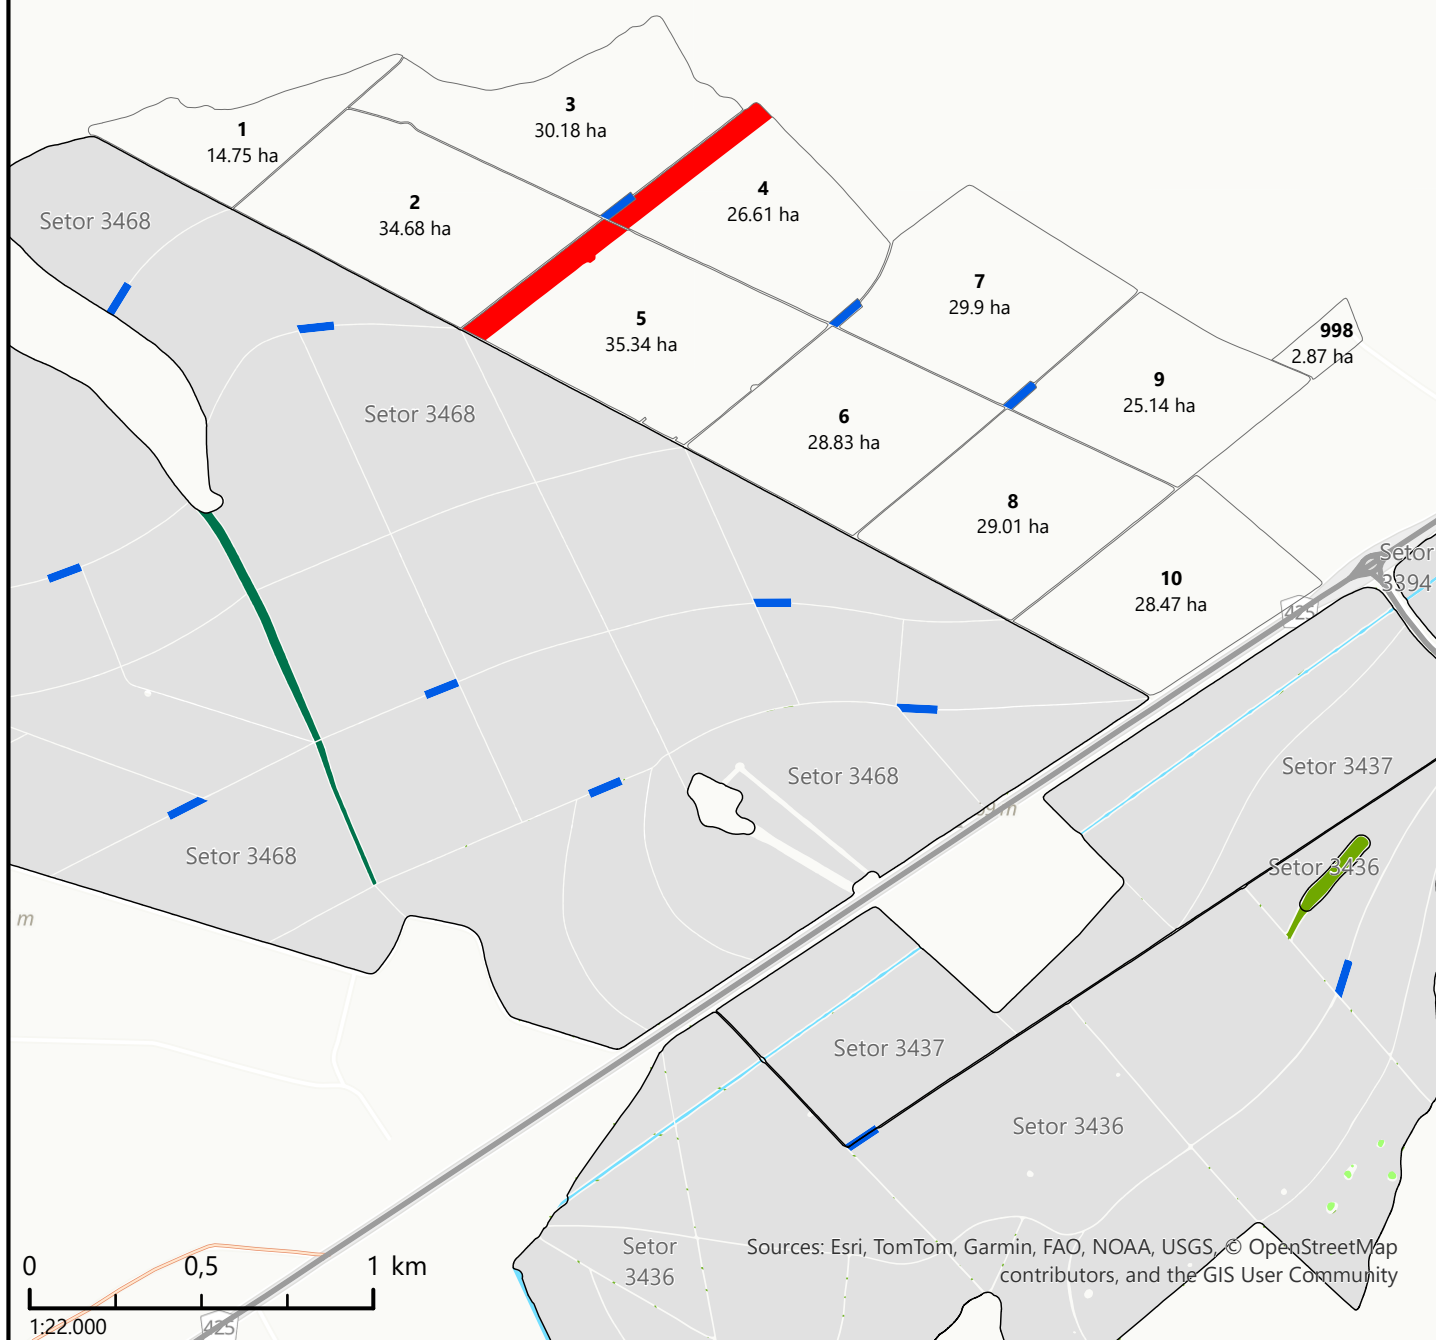 3
30.18 ha
1
14.75 ha
4
26.61 ha
2
34.68 ha
Setor 3468
7
29.9 ha
5
35.34 ha
998
2.87 ha
9
25.14 ha
Setor 3468
6
28.83 ha
8
29.01 ha
Setor
3394
10
28.47 ha
425
Setor 3437
Setor 3468
m
Setor 3468
Setor 3436
m
Setor 3437
Setor 3436
Setor
3436
Sources: Esri, TomTom, Garmin, FAO, NOAA, USGS, © OpenStreetMap
contributors, and the GIS User Community
0 0,5 1 km
1:22.000
425